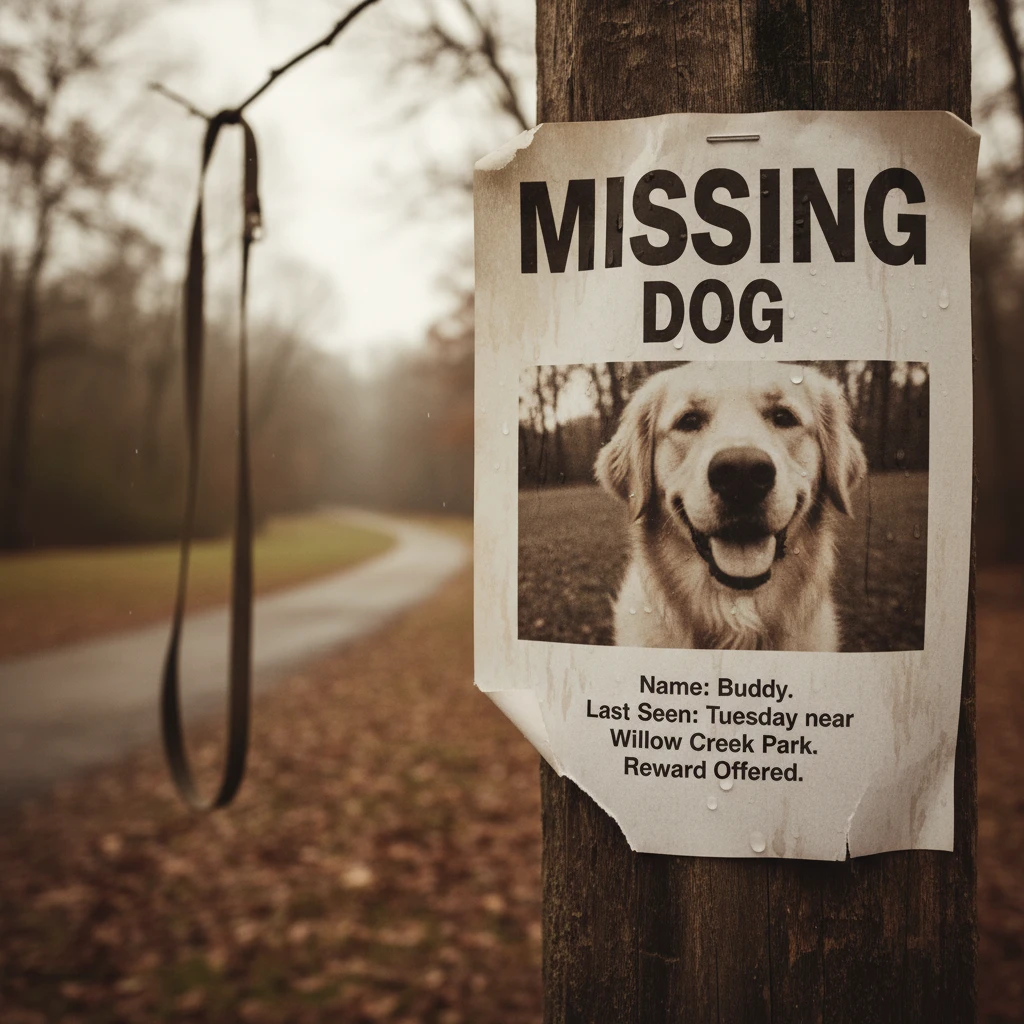 MISSING
DOG
Name: Buddy.
Last Seen: Tuesday near
Willow Creek Park.
Reward Offered.